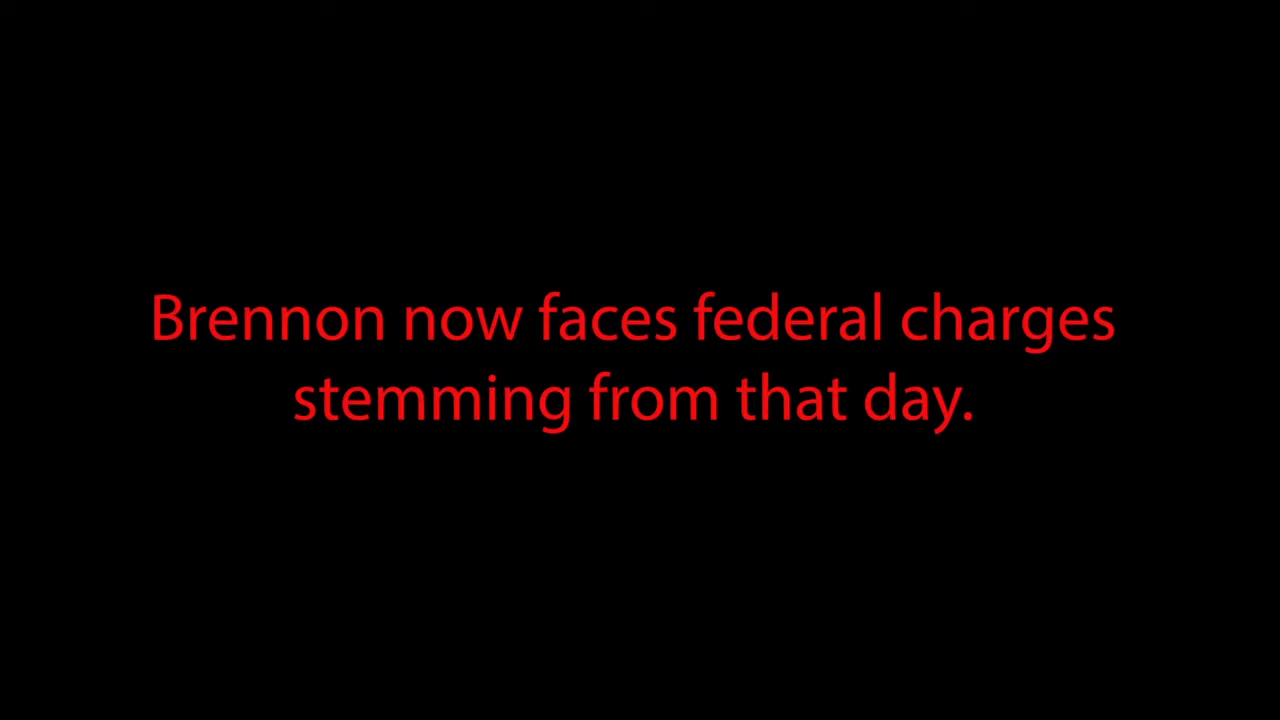 Brennon now faces federal charges
stemming from that day.